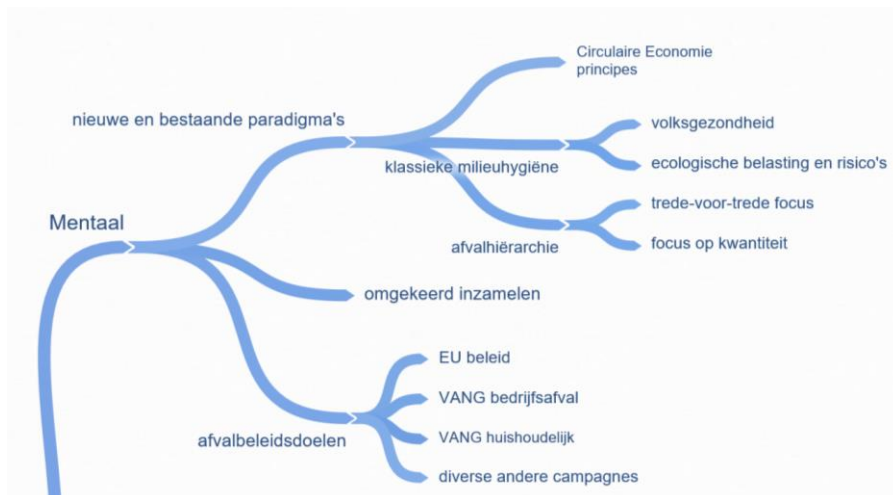 Circulaire Economie
principes
nieuwe en bestaande paradigma's
volksgezondheid
klassieke milieuhygiëne
ecologische belasting en risico's
trede-voor-trede focus
Mentaal
afvalhiërarchie
focus op kwantiteit
omgekeerd inzamelen
EU beleid
VANG bedrijfsafval
afvalbeleidsdoelen
VANG huishoudelijk
diverse andere campagnes